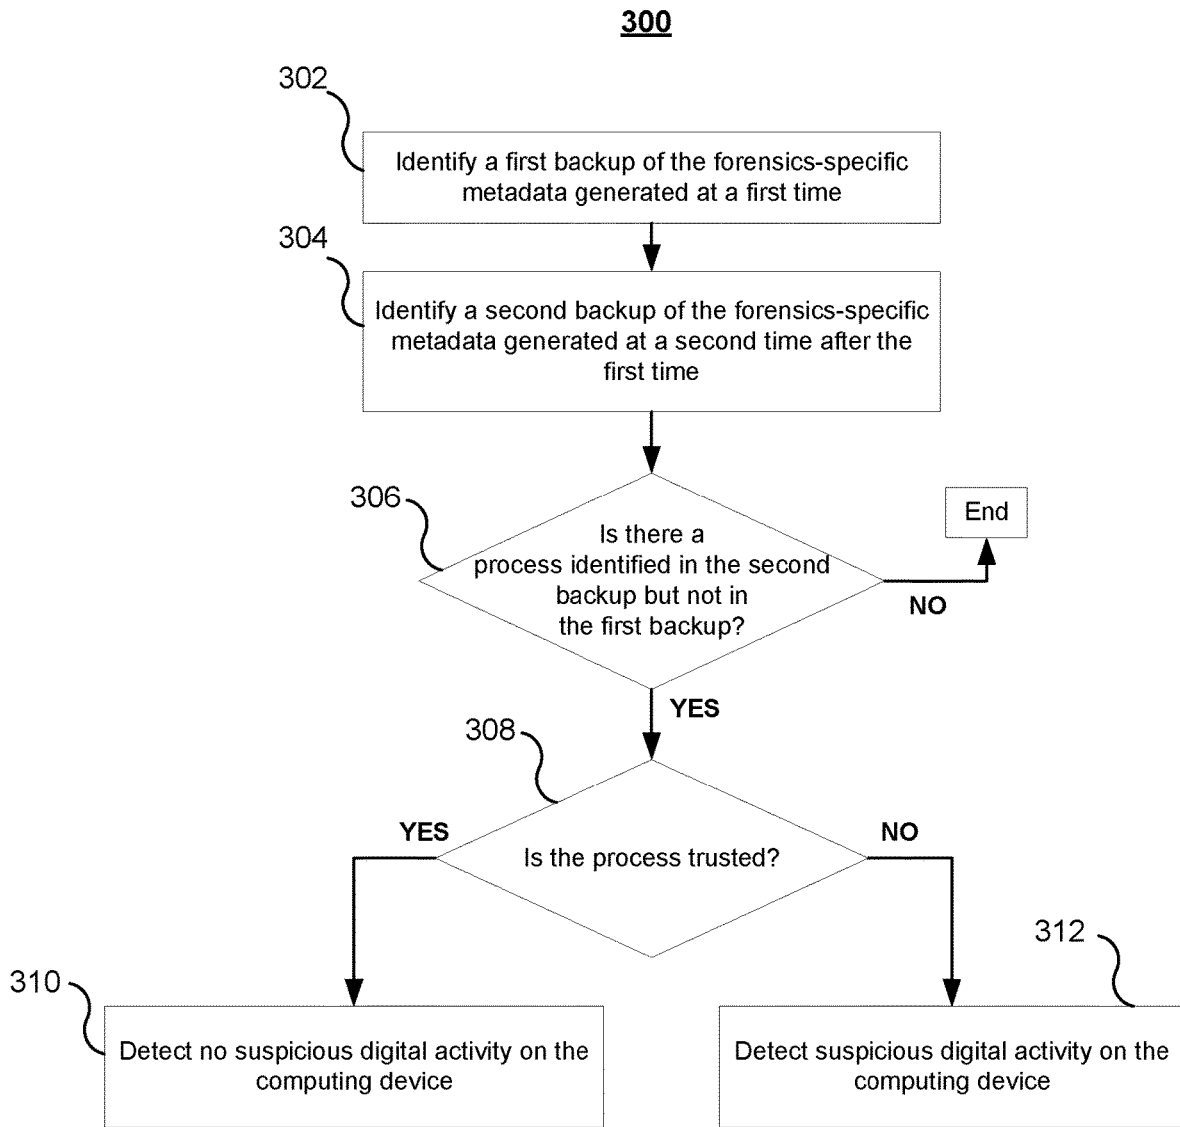 300
302
Identify a first backup of the forensics-specific
metadata generated at a first time
304
Identify a second backup of the forensics-specific
metadata generated at a second time after the
first time
306
Is there a
process identified in the second
backup but not in
the first backup?
End
NO
YES
308
YES
NO
Is the process trusted?
310
Detect no suspicious digital activity on the
computing device
312
Detect suspicious digital activity on the
computing device